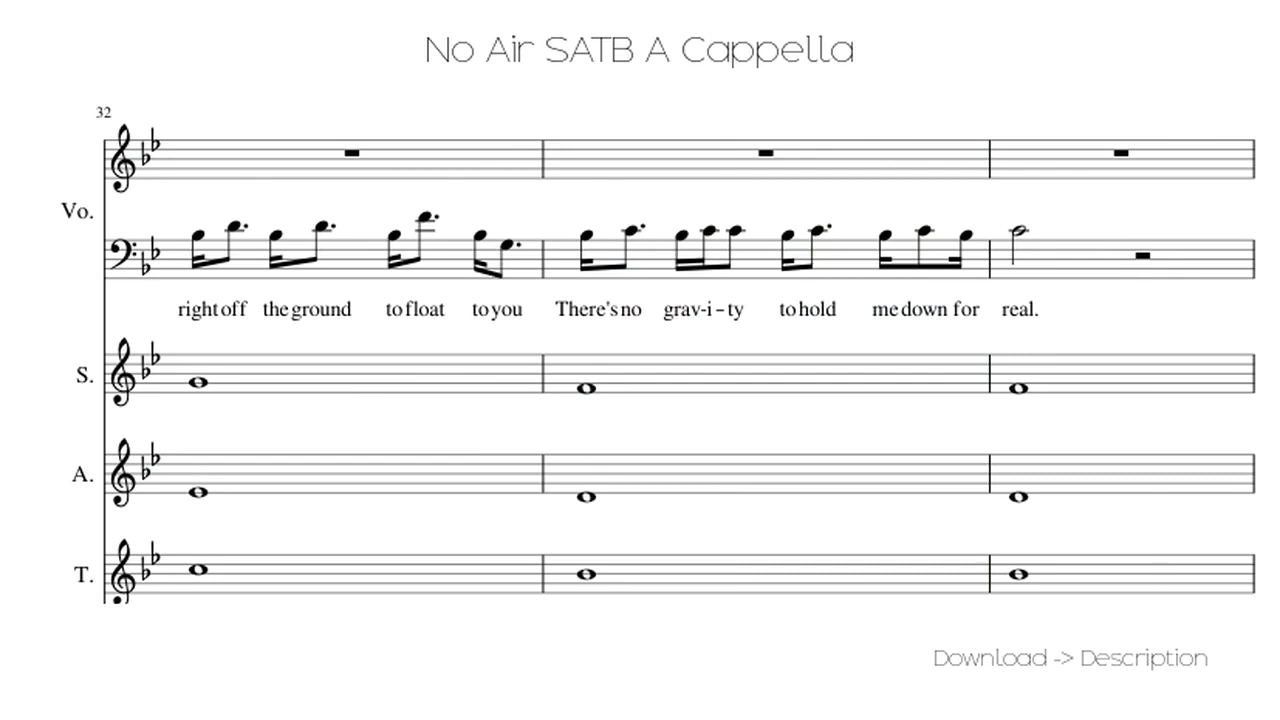 No Air SATB A Cappella
32
Vo.
right off the ground to float to you There's no grav-i-ty to hold me down for real.
S.
A.
T.
Download -> Description